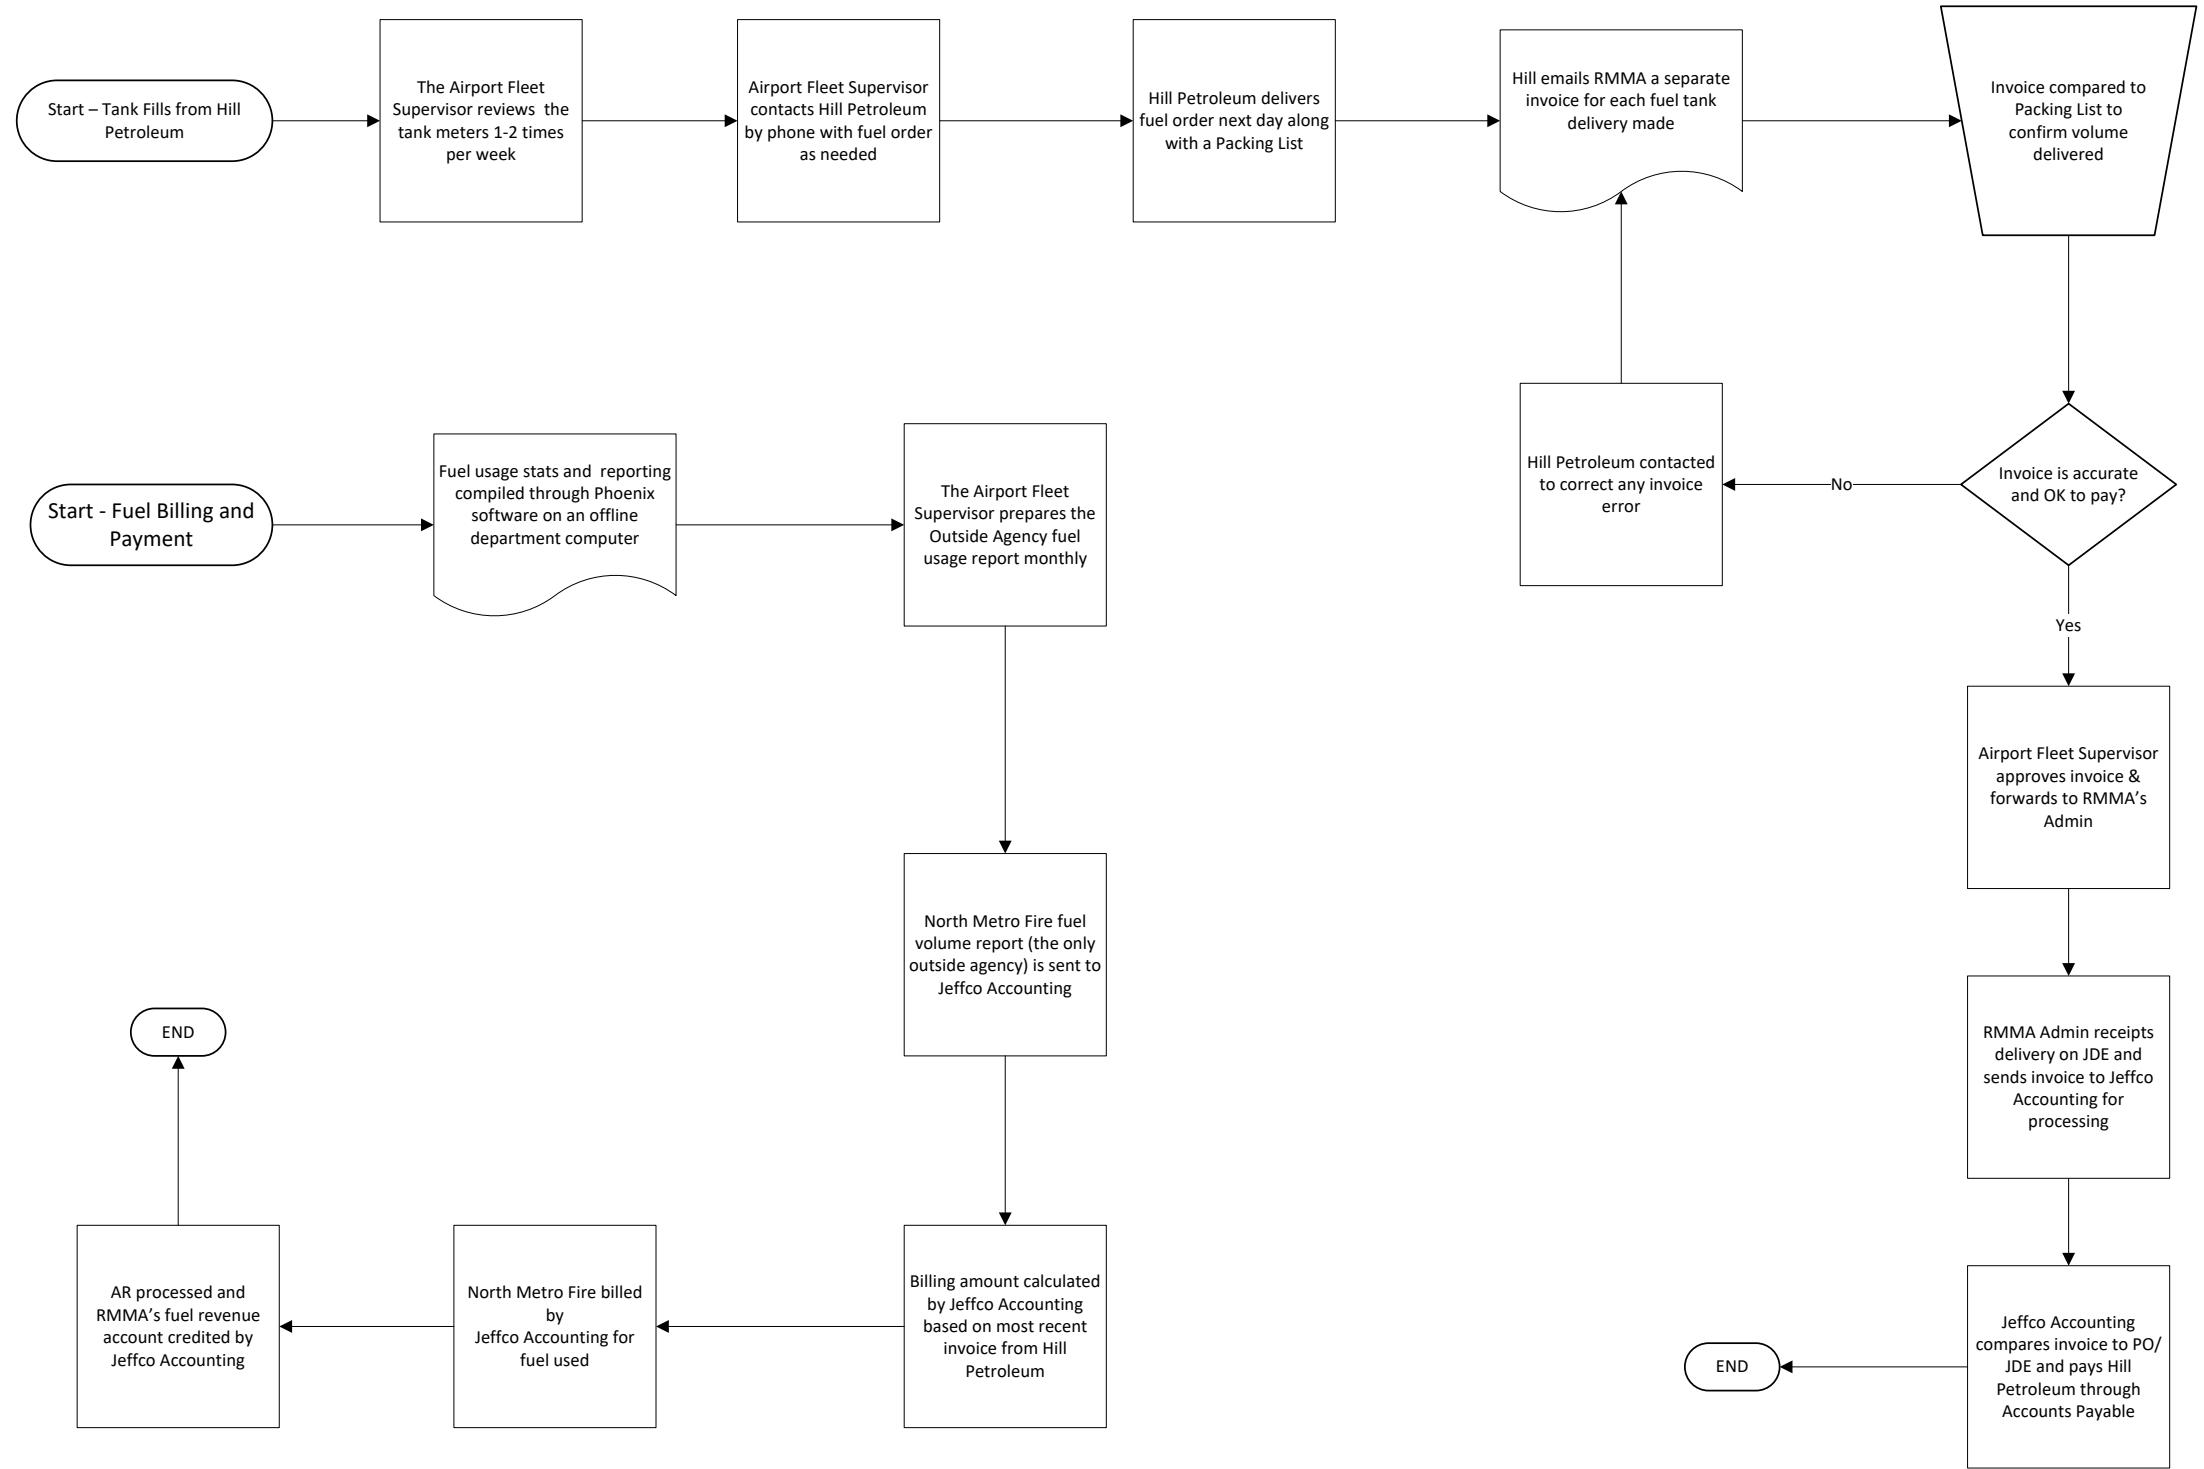 Start – Tank Fills from Hill
Petroleum
The Airport Fleet
Supervisor reviews  the
tank meters 1-2 times
per week
Airport Fleet Supervisor
contacts Hill Petroleum
by phone with fuel order
as needed
Hill Petroleum delivers
fuel order next day along
with a Packing List
Hill emails RMMA a separate
invoice for each fuel tank
delivery made
Invoice compared to
Packing List to
confirm volume
delivered
Invoice is accurate
and OK to pay?
No
Hill Petroleum contacted
to correct any invoice
error
Yes
Airport Fleet Supervisor
approves invoice &
forwards to RMMA’s
Admin
RMMA Admin receipts
delivery on JDE and
sends invoice to Jeffco
Accounting for
processing
Jeffco Accounting
compares invoice to PO/
JDE and pays Hill
Petroleum through
Accounts Payable
END
Start - Fuel Billing and
Payment
Fuel usage stats and  reporting
compiled through Phoenix
software on an offline
department computer
The Airport Fleet
Supervisor prepares the
Outside Agency fuel
usage report monthly
North Metro Fire fuel
volume report (the only
outside agency) is sent to
Jeffco Accounting
Billing amount calculated
by Jeffco Accounting
based on most recent
invoice from Hill
Petroleum
North Metro Fire billed
by
Jeffco Accounting for
fuel used
AR processed and
RMMA’s fuel revenue
account credited by
Jeffco Accounting
END